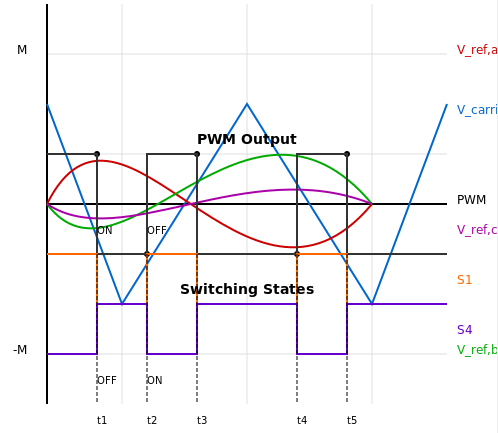 M
V_ref,a
V_carri
PWM Output
PWM
ON
OFF
V_ref,c
S1
Switching States
S4
-M
V_ref,b
OFF
ON
t1
t2
t3
t4
t5